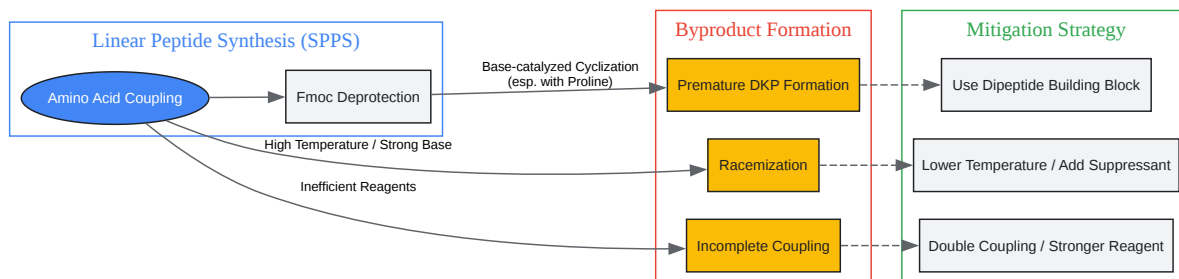 Linear Peptide Synthesis (SPPS)
Byproduct Formation
Mitigation Strategy
Amino Acid Coupling
Fmoc Deprotection
Base-catalyzed Cyclization
(esp. with Proline)
Premature DKP Formation
Use Dipeptide Building Block
High Temperature / Strong Base
Racemization
Lower Temperature / Add Suppressant
Inefficient Reagents
Incomplete Coupling
Double Coupling / Stronger Reagent